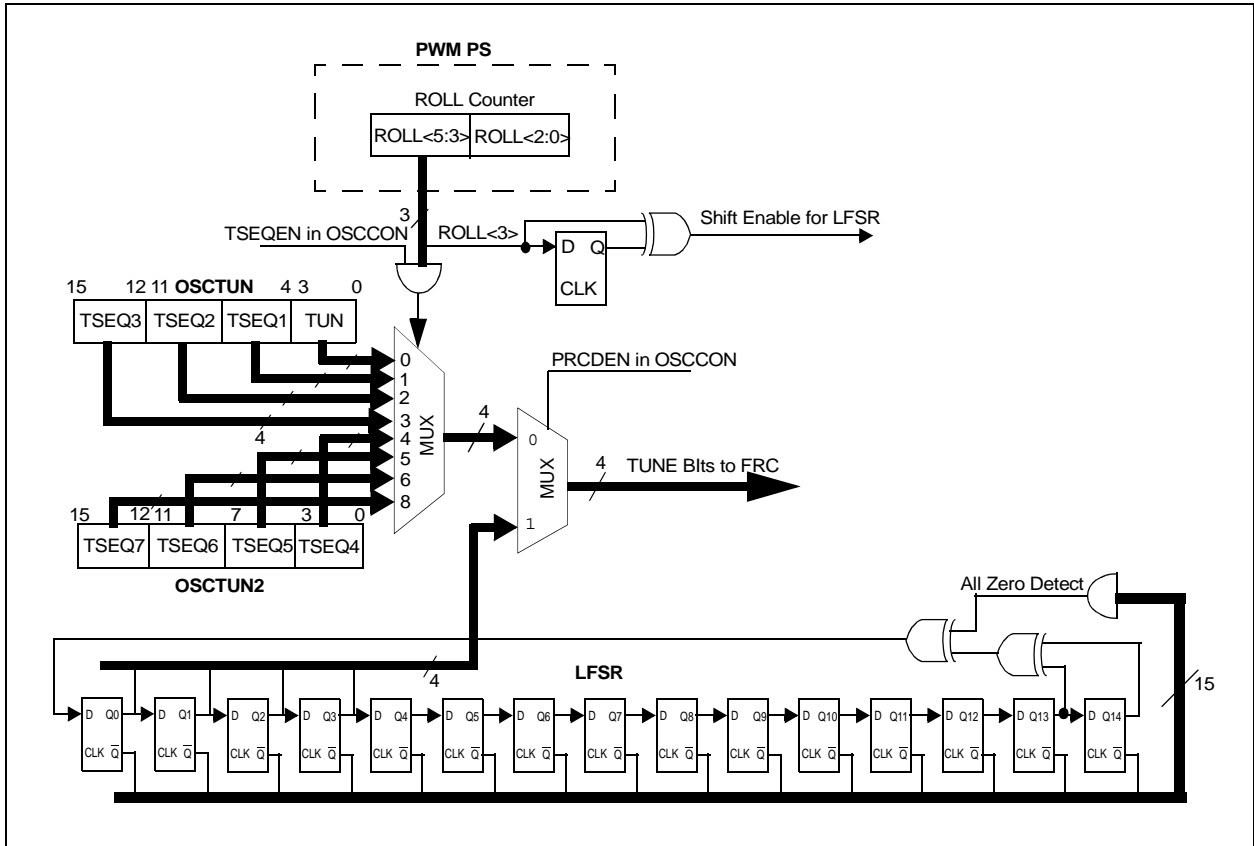 PWM PS
ROLL Counter
ROLL<5:3> ROLL<2:0>
3
TSEQEN in OSCCON
ROLL<3>
Shift Enable for LFSR
D Q
CLK
15 12 11 OSCTUN 4 3 0
TSEQ3 TSEQ2 TSEQ1 TUN
0
1
2
3
4
5
6
8
MUX
4
4
PRCDEN in OSCCON
0
1
MUX
4
TUNE BIts to FRC
15 12 11 7 3 0
TSEQ7 TSEQ6 TSEQ5 TSEQ4
OSCTUN2
All Zero Detect
4
LFSR
15
D Q0 D Q1 D Q2 D Q3 D Q4 D Q5 D Q6 D Q7 D Q8 D Q9 D Q10 D Q11 D Q12 D Q13 D Q14
CLK Q̅ CLK Q̅ CLK Q̅ CLK Q̅ CLK Q̅ CLK Q̅ CLK Q̅ CLK Q̅ CLK Q̅ CLK Q̅ CLK Q̅ CLK Q̅ CLK Q̅ CLK Q̅ CLK Q̅